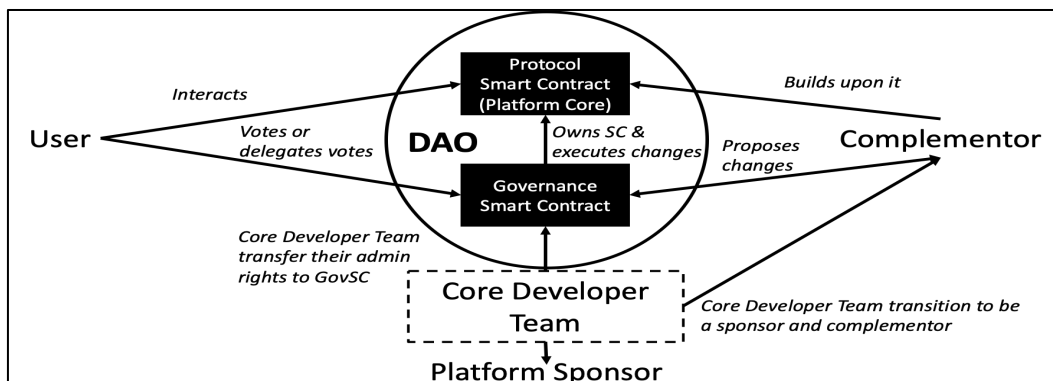 Protocol
Smart Contract
(Platform Core)
Interacts
Builds upon it
User
Votes or
delegates votes
DAO
Owns SC &
executes changes
Proposes
changes
Complementor
Governance
Smart Contract
Core Developer Team
transfer their admin
rights to GovSC
Core Developer
Team
Core Developer Team transition to be
a sponsor and complementor
Platform Sponsor